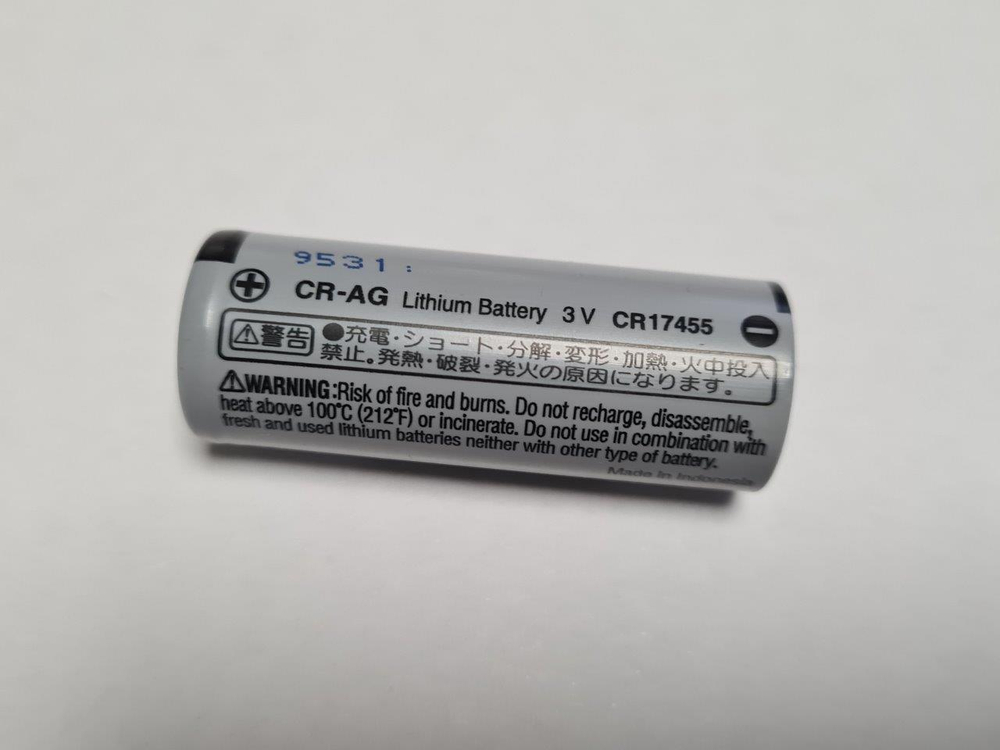 9531 :
⊕ CR-AG Lithium Battery 3V CR17455 ⊖
⚠警告 ●充電・ショート・分解・変形・加熱・火中投入
禁止。発熱・破裂・発火の原因になります。
⚠WARNING:Risk of fire and burns. Do not recharge, disassemble,
heat above 100℃ (212℉) or incinerate. Do not use in combination with
fresh and used lithium batteries neither with other type of battery.
Made In Indonesia